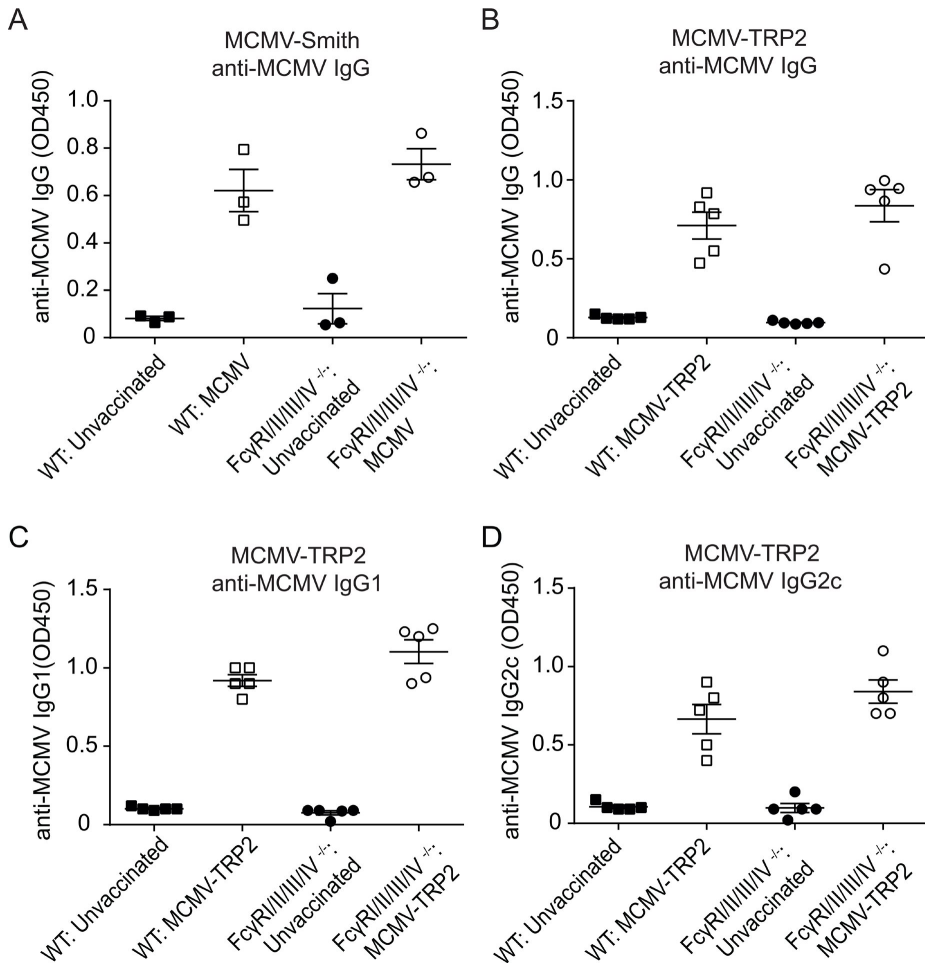 A
MCMV-Smith
anti-MCMV IgG
anti-MCMV IgG (OD450)
1.0
0.8
0.6
0.4
0.2
0
WT: Unvaccinated
WT: MCMV
FcγRI/II/III/IV -/-:
Unvaccinated
FcγRI/II/III/IV -/-:
MCMV
B
MCMV-TRP2
anti-MCMV IgG
anti-MCMV IgG (OD450)
1.5
1.0
0.5
0
WT: Unvaccinated
WT: MCMV-TRP2
FcγRI/II/III/IV -/-:
Unvaccinated
FcγRI/II/III/IV -/-:
MCMV-TRP2
C
MCMV-TRP2
anti-MCMV IgG1
anti-MCMV IgG1(OD450)
1.5
1.0
0.5
0
WT: Unvaccinated
WT: MCMV-TRP2
FcγRI/II/III/IV -/-:
Unvaccinated
FcγRI/II/III/IV -/-:
MCMV-TRP2
D
MCMV-TRP2
anti-MCMV IgG2c
anti-MCMV IgG2c (OD450)
1.5
1.0
0.5
0
WT: Unvaccinated
WT: MCMV-TRP2
FcγRI/II/III/IV -/-:
Unvaccinated
FcγRI/II/III/IV -/-:
MCMV-TRP2